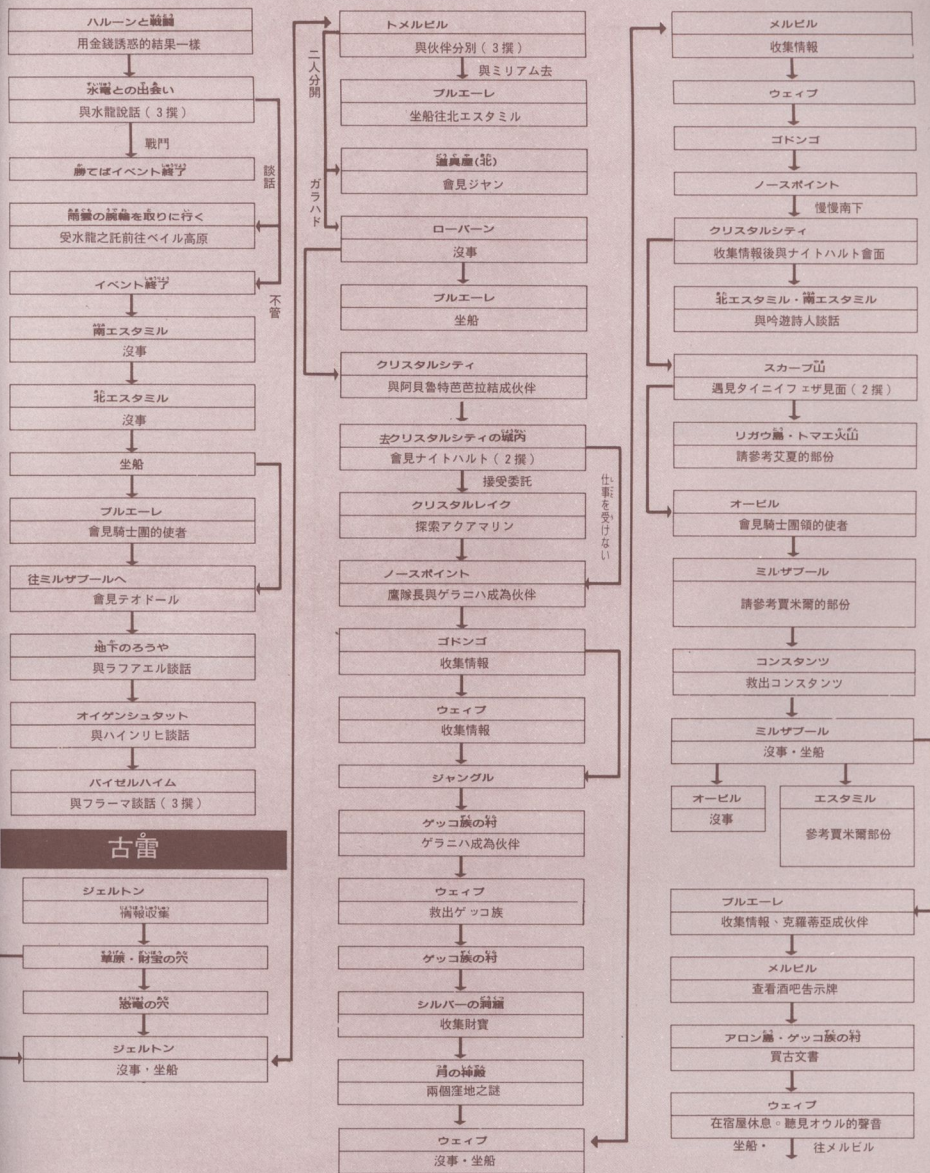 ハルーンと戦闘
用金錢誘惑的結果一樣
水竜との出会い
與水龍說話（3 撰）
戰鬥
談話
勝てばイベント終了
雨雲の腕輪を取りに行く
受水龍之託前往ベイル高原
イベント終了
不管
南エスタミル
沒事
北エスタミル
沒事
坐船
ブルエーレ
會見騎士團的使者
往ミルザブールへ
會見テオドール
地下のろうや
與ラファエル談話
オイゲンシュタット
與ハインリヒ談話
バイゼルハイム
與フラーマ談話（3 撰）
古雷
ジェルトン
情報収集
草原・財宝の穴
恐竜の穴
ジェルトン
沒事・坐船
トメルビル
與伙伴分別（3 撰）
二人分開
與ミリアム去
ブルエーレ
坐船往北エスタミル
道具屋(北)
會見ジャン
ガラハド
ローバーン
沒事
ブルエーレ
坐船
クリスタルシティ
與阿貝魯特芭芭拉結成伙伴
去クリスタルシティの城内
會見ナイトハルト（2 撰）
接受委託
仕事を受けない
クリスタルレイク
探索アクアマリン
ノースポイント
鷹隊長與ゲラニハ成為伙伴
ゴドンゴ
收集情報
ウェイブ
收集情報
ジャングル
ゲッコ族の村
ゲラニハ成為伙伴
ウェイブ
救出ゲッコ族
ゲッコ族の村
シルバーの洞窟
收集財寶
月の神殿
兩個窪地之謎
ウェイブ
沒事・坐船
メルビル
收集情報
ウェイブ
ゴドンゴ
ノースポイント
慢慢南下
クリスタルシティ
收集情報後與ナイトハルト會面
北エスタミル・南エスタミル
與吟遊詩人談話
スカーブ山
遇見タイニイフェザ見面（2 撰）
リガウ島・トマエ火山
請參考艾夏的部份
オービル
會見騎士團領的使者
ミルザブール
請參考賈米爾的部份
コンスタンツ
救出コンスタンツ
ミルザブール
沒事・坐船
オービル
沒事
エスタミル
參考賈米爾部份
ブルエーレ
收集情報、克羅蒂亞成伙伴
メルビル
查看酒吧告示牌
アロン島・ゲッコ族の村
買古文書
ウェイブ
在宿屋休息。聽見オウル的聲音
坐船・ 往メルビル